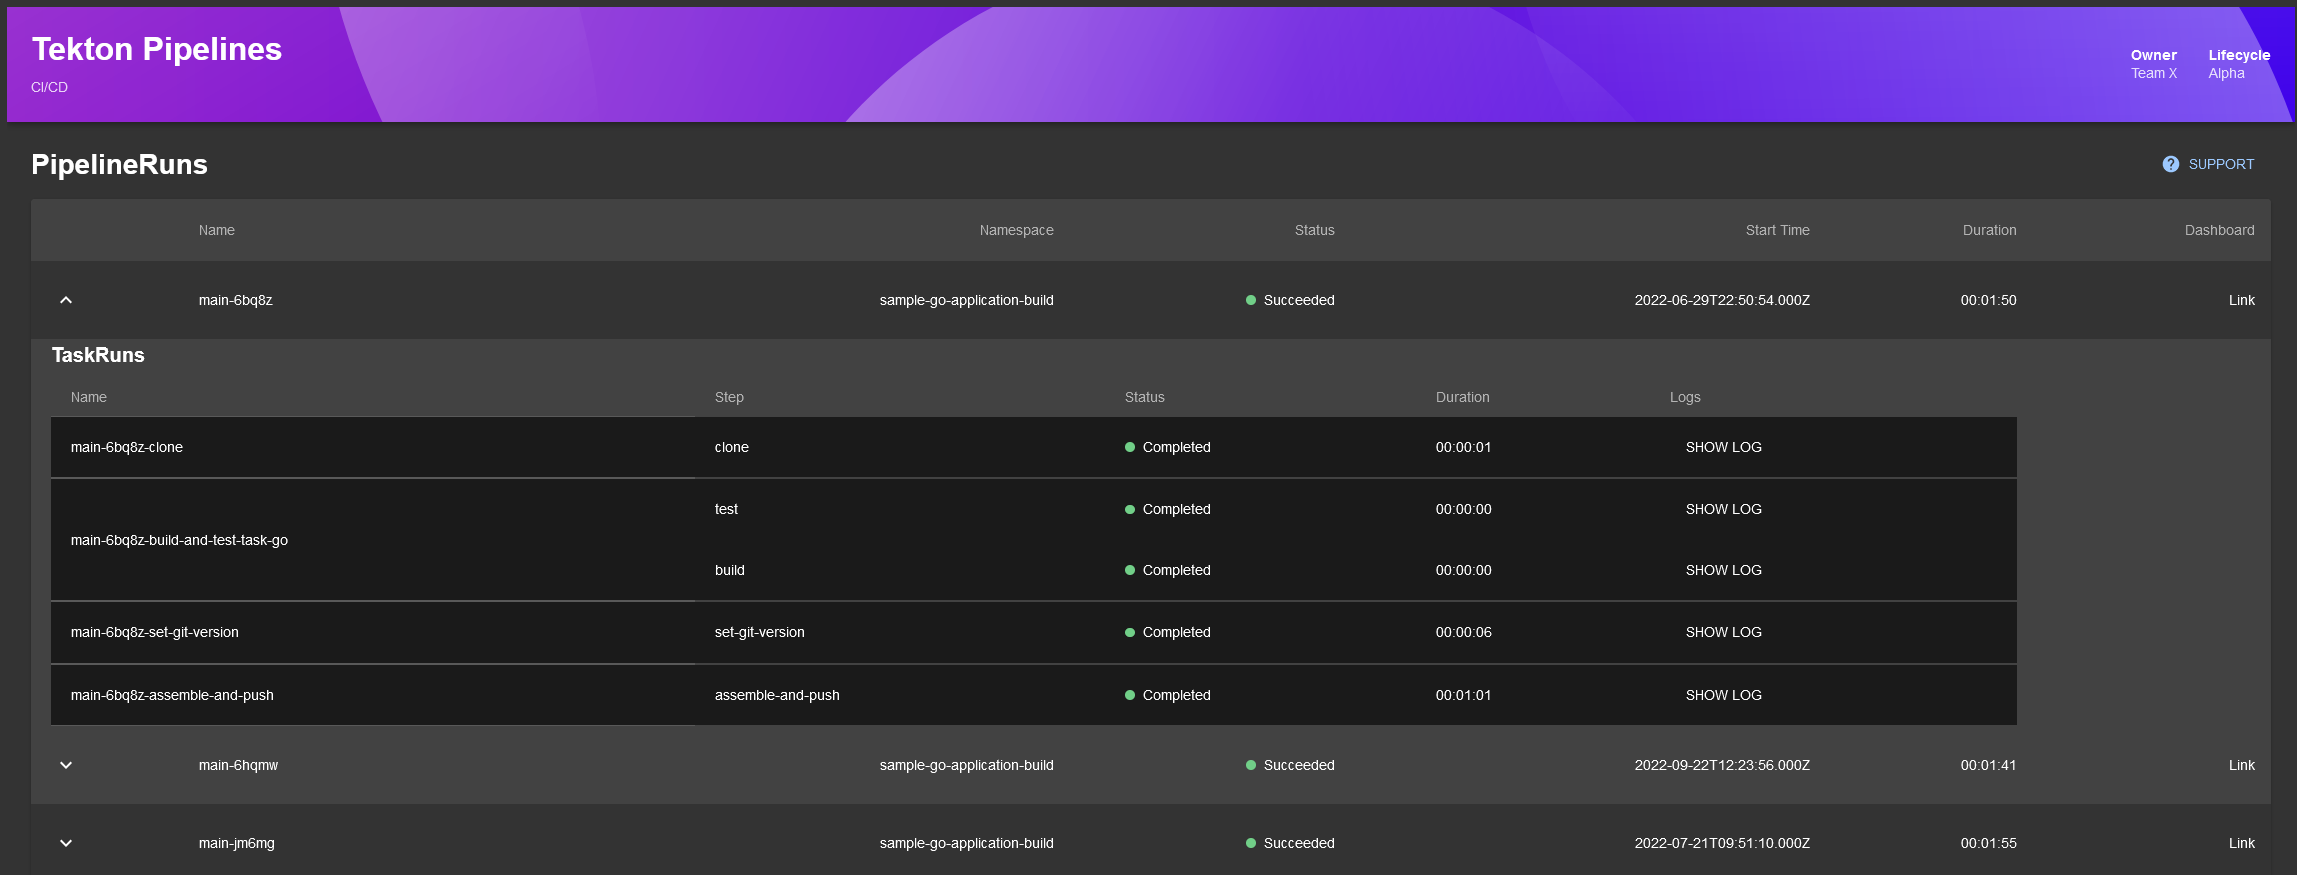 Tekton Pipelines
CI/CD
Owner Lifecycle
Team X Alpha
PipelineRuns
SUPPORT
Name Namespace Status Start Time Duration Dashboard
main-6bq8z sample-go-application-build Succeeded 2022-06-29T22:50:54.000Z 00:01:50 Link
TaskRuns
Name Step Status Duration Logs
main-6bq8z-clone clone Completed 00:00:01 SHOW LOG
test Completed 00:00:00 SHOW LOG
main-6bq8z-build-and-test-task-go
build Completed 00:00:00 SHOW LOG
main-6bq8z-set-git-version set-git-version Completed 00:00:06 SHOW LOG
main-6bq8z-assemble-and-push assemble-and-push Completed 00:01:01 SHOW LOG
main-6hqmw sample-go-application-build Succeeded 2022-09-22T12:23:56.000Z 00:01:41 Link
main-jm6mg sample-go-application-build Succeeded 2022-07-21T09:51:10.000Z 00:01:55 Link